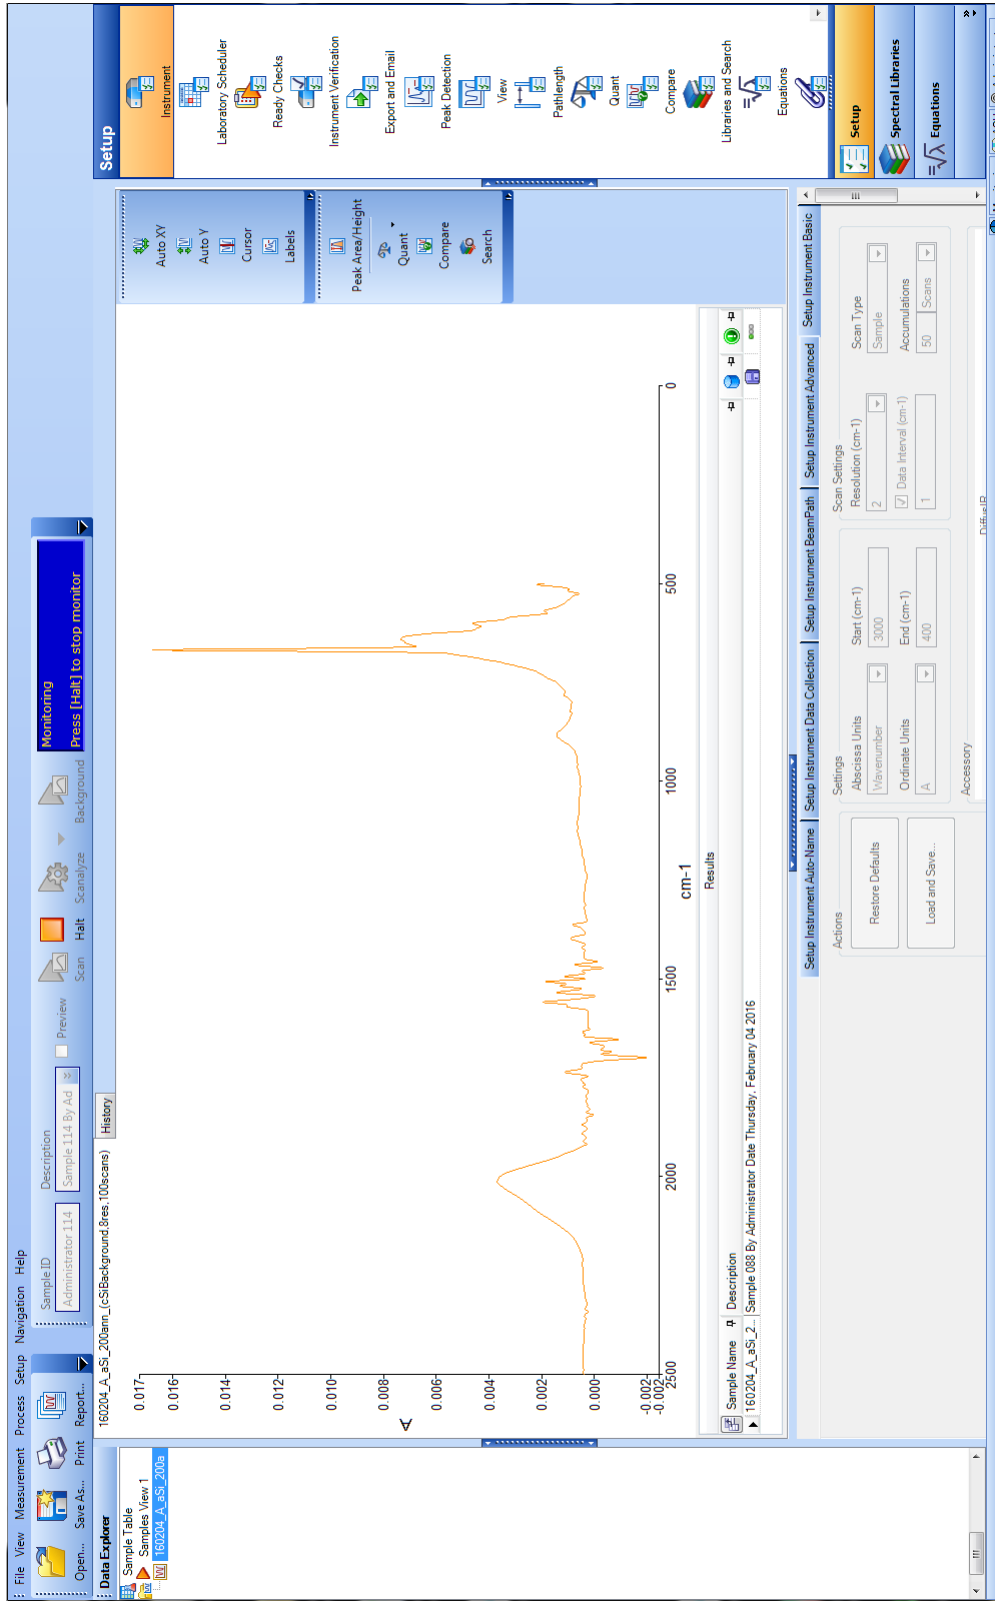 File View Measurement Process Setup Navigation Help
Open... Save As... Print Report...
Sample ID Description
Administrator 114 Sample 114 By Ad Preview
Scan Halt Scanalyze Background
Monitoring
Press [Halt] to stop monitor
Data Explorer
Sample Table
Samples View 1
160204_A_aSi_200a
160204_A_aSi_200ann_(cSiBackground,8res,100scans) History
0.017
0.016
0.014
0.012
0.010
0.008
0.006
0.004
0.002
0.000
-0.002
-0.002
A
2500 2000 1500 1000 500 0
cm-1
Auto XY
Auto Y
Cursor
Labels
Peak Area/Height
Quant
Compare
Search
Results
Sample Name Description
160204_A_aSi_2... Sample 088 By Administrator Date Thursday, February 04 2016
Setup Instrument Auto-Name Setup Instrument Data Collection Setup Instrument BeamPath Setup Instrument Advanced Setup Instrument Basic
Actions
Restore Defaults
Load and Save...
Settings
Abscissa Units Start (cm-1)
Wavenumber 3000
Ordinate Units End (cm-1)
A 400
Scan Settings
Resolution (cm-1) Scan Type
2 Sample
Data Interval (cm-1) Accumulations
1 50 Scans
Accessory
Setup
Instrument
Laboratory Scheduler
Ready Checks
Instrument Verification
Export and Email
Peak Detection
View
Pathlength
Quant
Compare
Libraries and Search
Equations
Setup
Spectral Libraries
Equations